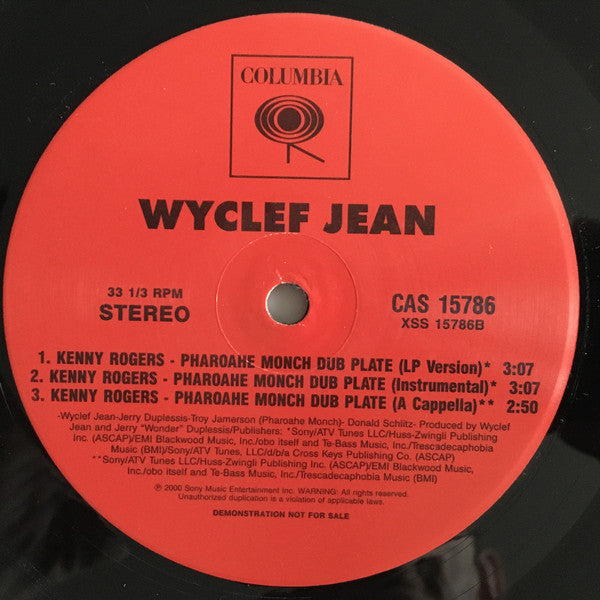 COLUMBIA
WYCLEF JEAN
33 1/3 RPM
STEREO
CAS 15786
XSS 15786B
1. KENNY ROGERS - PHAROAHE MONCH DUB PLATE (LP Version)* 3:07
2. KENNY ROGERS - PHAROAHE MONCH DUB PLATE (Instrumental)* 3:07
3. KENNY ROGERS - PHAROAHE MONCH DUB PLATE (A Cappella)** 2:50
-Wyclef Jean-Jerry Duplessis-Troy Jamerson (Pharoahe Monch)- Donald Schlitz- Produced by Wyclef
Jean and Jerry "Wonder" Duplessis/Publishers: *Sony/ATV Tunes LLC/Huss-Zwingli Publishing
Inc. (ASCAP)/EMI Blackwood Music, Inc./obo itself and Te-Bass Music, Inc./Trescadecaphobia
Music (BMI)/Sony/ATV Tunes, LLC/d/b/a Cross Keys Publishing Co. (ASCAP)
**Sony/ATV Tunes LLC/Huss-Zwingli Publishing Inc. (ASCAP)/EMI Blackwood Music,
Inc./obo itself and Te-Bass Music, Inc./Trescadecaphobia Music (BMI)
℗ 2000 Sony Music Entertainment Inc. WARNING: All rights reserved.
Unauthorized duplication is a violation of applicable laws.
DEMONSTRATION NOT FOR SALE